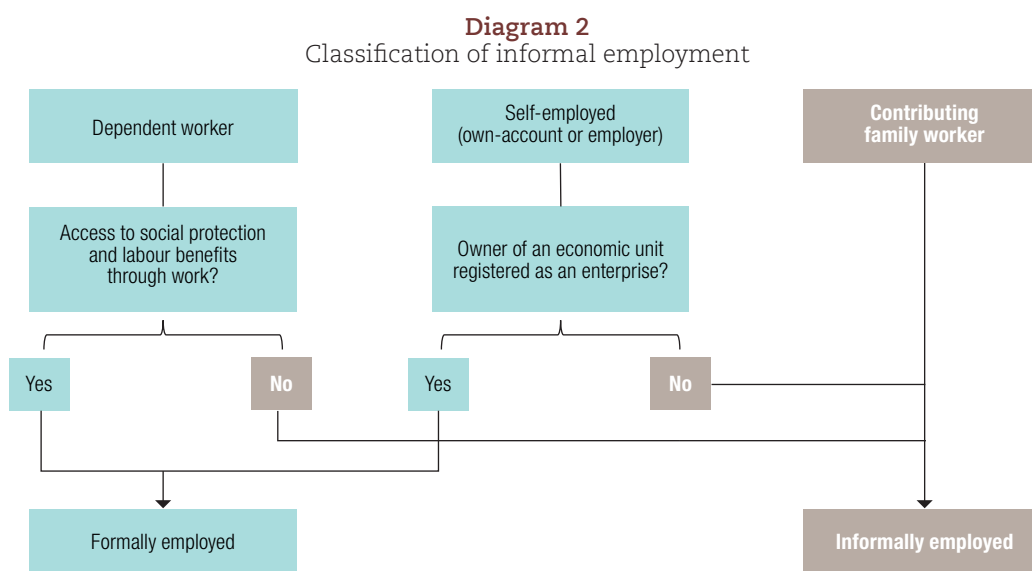 Diagram 2
Classification of informal employment
Dependent worker
Self-employed
(own-account or employer)
Contributing
family worker
Access to social protection
and labour benefits
through work?
Owner of an economic unit
registered as an enterprise?
Yes
No
Yes
No
Formally employed
Informally employed